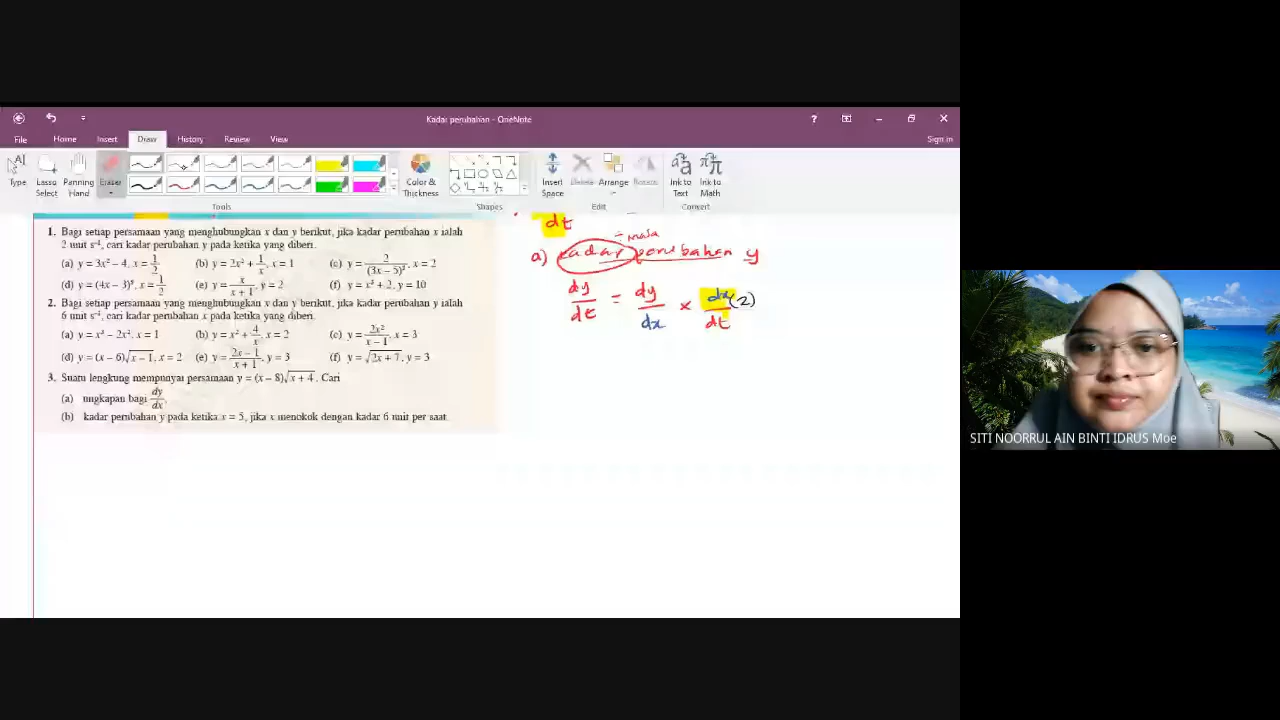 Kadar perubahan - OneNote
File Home Insert Draw History Review View Sign in
Type Lasso Select Panning Hand Eraser Color & Thickness Insert Space Delete Arrange Rotate Ink to Text Ink to Math
Tools Shapes Edit Convert
1. Bagi setiap persamaan yang menghubungkan x dan y berikut, jika kadar perubahan x ialah
2 unit s⁻¹, cari kadar perubahan y pada ketika yang diberi.
(a) y = 3x² – 4, x = 1/2 (b) y = 2x² + 1/x, x = 1 (c) y = 2/(3x – 5)³, x = 2
(d) y = (4x – 3)⁵, x = 1/2 (e) y = x/(x + 1), y = 2 (f) y = x³ + 2, y = 10
2. Bagi setiap persamaan yang menghubungkan x dan y berikut, jika kadar perubahan y ialah
6 unit s⁻¹, cari kadar perubahan x pada ketika yang diberi.
(a) y = x³ – 2x², x = 1 (b) y = x² + 4/x, x = 2 (c) y = 2x²/(x – 1), x = 3
(d) y = (x – 6)√(x – 1), x = 2 (e) y = (2x – 1)/(x + 1), y = 3 (f) y = √(2x + 7), y = 3
3. Suatu lengkung mempunyai persamaan y = (x – 8)√(x + 4). Cari
(a) ungkapan bagi dy/dx,
(b) kadar perubahan y pada ketika x = 5, jika x menokok dengan kadar 6 unit per saat.
dt
÷ masa
a) kadar perubahan y
dy/dt = dy/dx × dx/dt (2)
SITI NOORRUL AIN BINTI IDRUS Moe